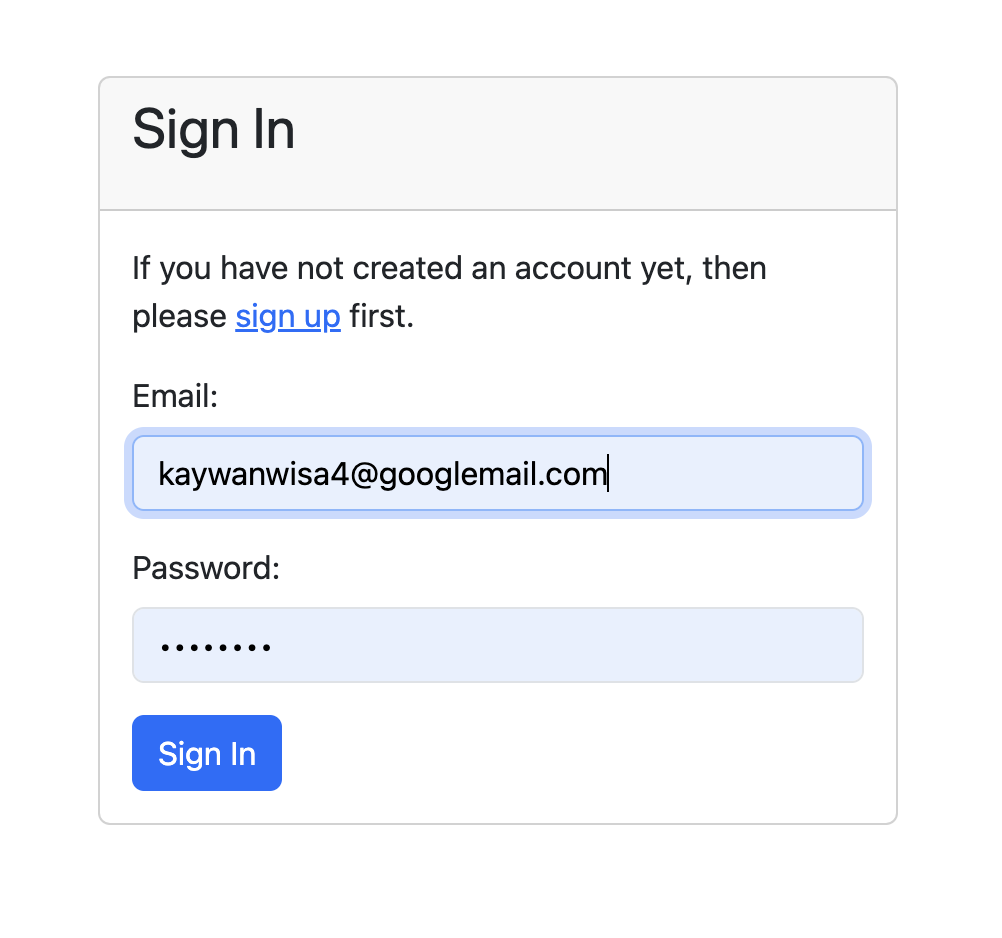 Sign In
If you have not created an account yet, then
please sign up first.
Email:
kaywanwisa4@googlemail.com
Password:
••••••••
Sign In